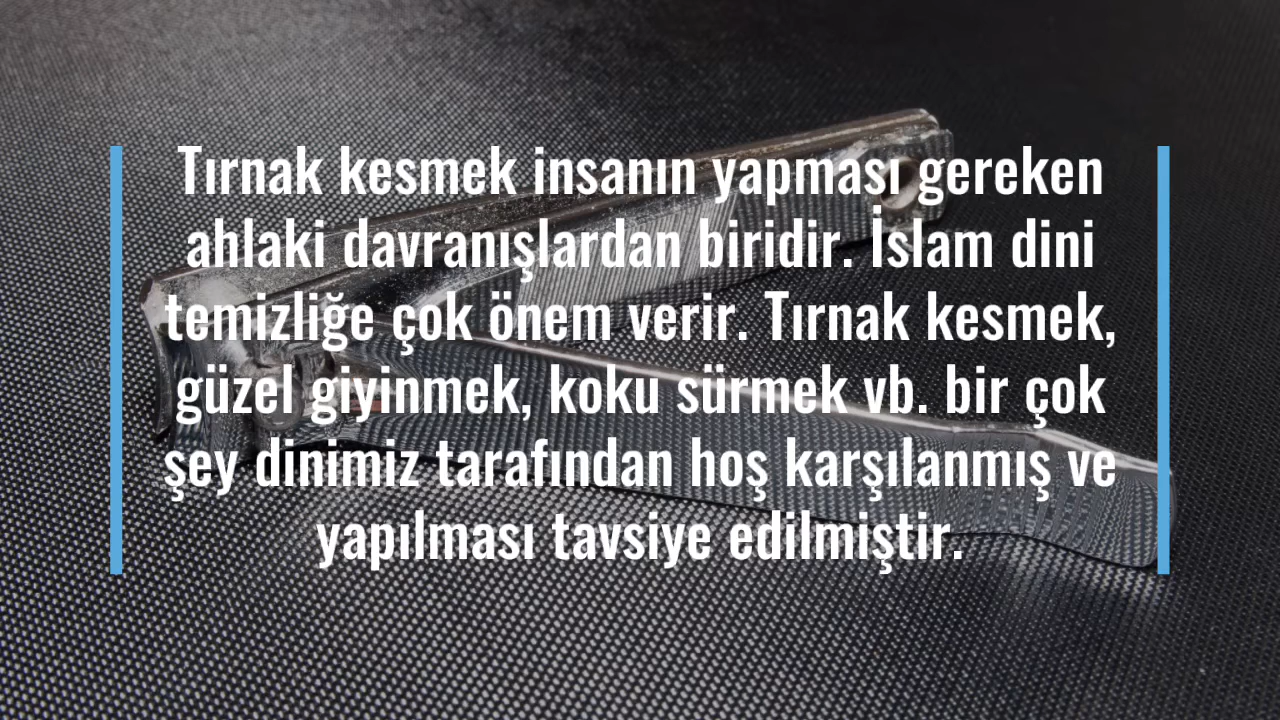 Tırnak kesmek insanın yapması gereken
ahlaki davranışlardan biridir. İslam dini
temizliğe çok önem verir. Tırnak kesmek,
güzel giyinmek, koku sürmek vb. bir çok
şey dinimiz tarafından hoş karşılanmış ve
yapılması tavsiye edilmiştir.